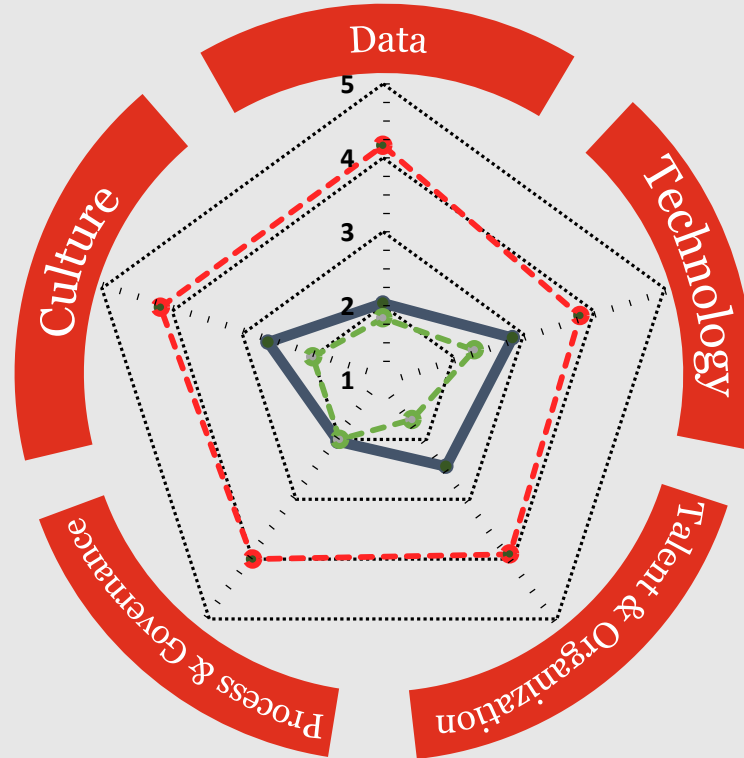 Data
Technology
Talent & Organization
Process & Governance
Culture
5
4
3
2
1